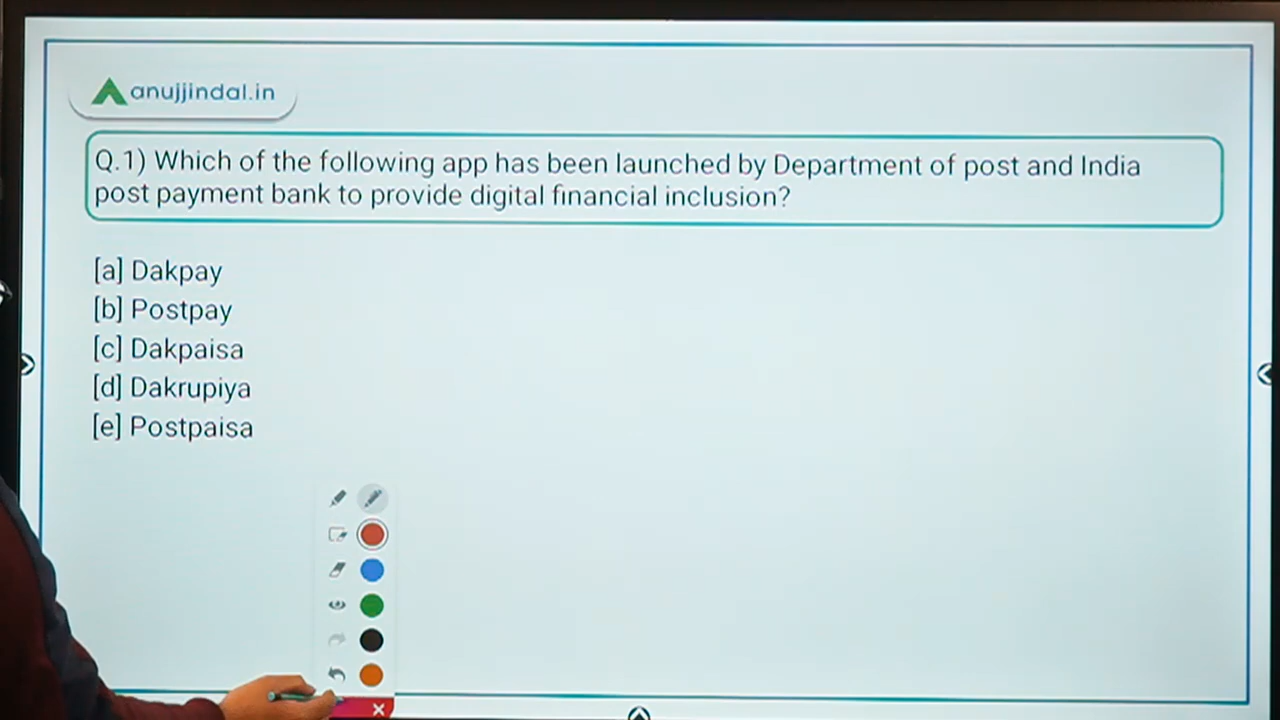 anujjindal.in
Q.1) Which of the following app has been launched by Department of post and India
post payment bank to provide digital financial inclusion?
[a] Dakpay
[b] Postpay
[c] Dakpaisa
[d] Dakrupiya
[e] Postpaisa